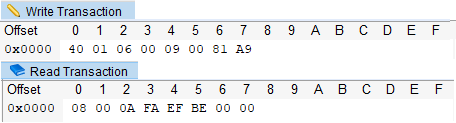 Write Transaction
Offset 0 1 2 3 4 5 6 7 8 9 A B C D E F
0x0000 40 01 06 00 09 00 81 A9
Read Transaction
Offset 0 1 2 3 4 5 6 7 8 9 A B C D E F
0x0000 08 00 0A FA EF BE 00 00